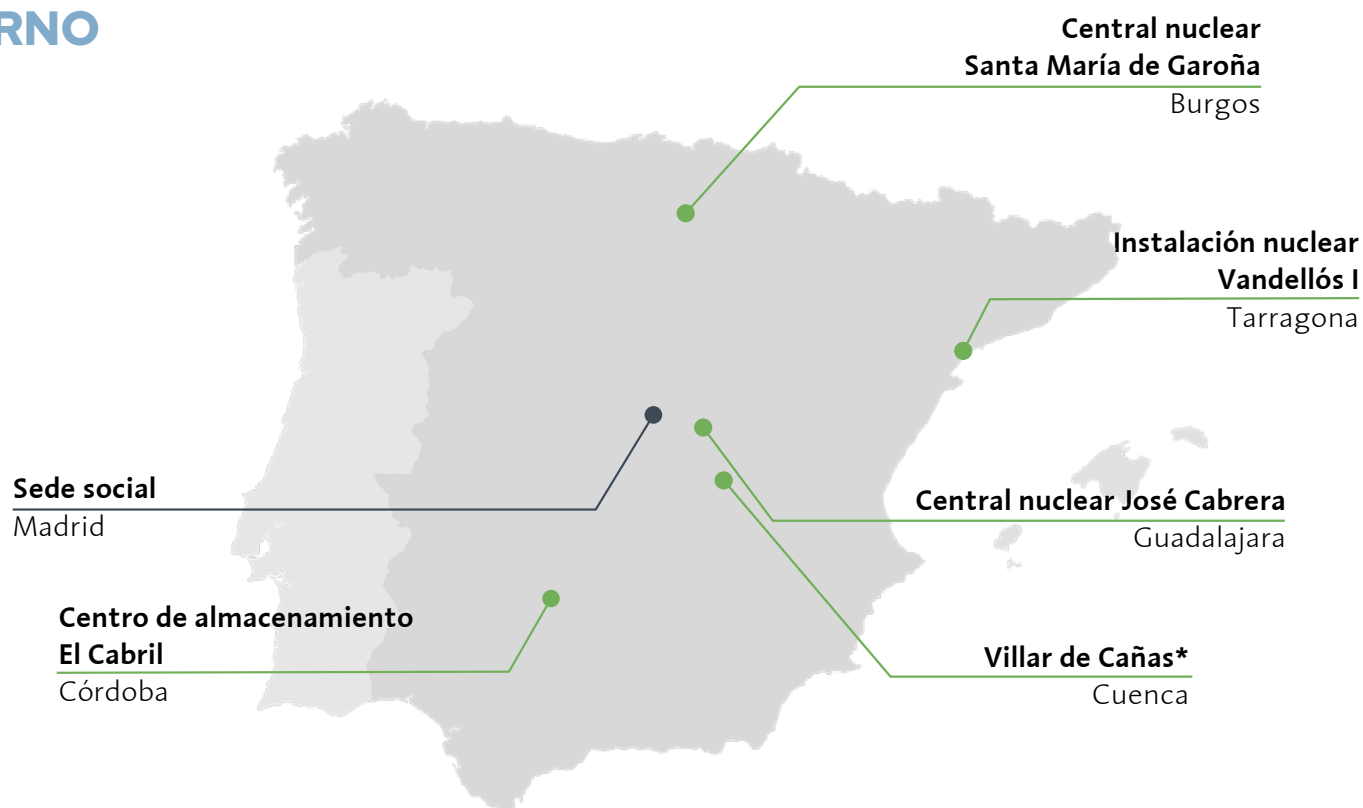 RNO
Central nuclear
Santa María de Garoña
Burgos
Instalación nuclear
Vandellós I
Tarragona
Sede social
Madrid
Central nuclear José Cabrera
Guadalajara
Centro de almacenamiento
El Cabril
Córdoba
Villar de Cañas*
Cuenca